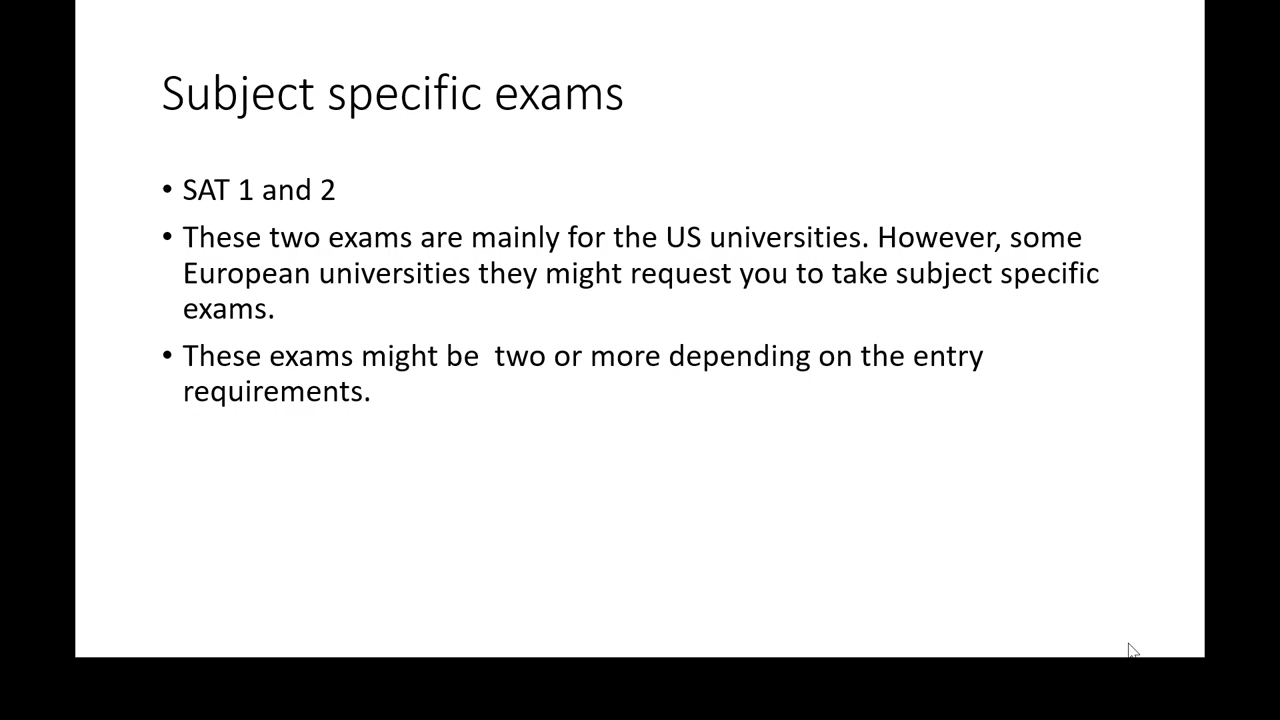 Subject specific exams
• SAT 1 and 2
• These two exams are mainly for the US universities. However, some
European universities they might request you to take subject specific
exams.
• These exams might be  two or more depending on the entry
requirements.